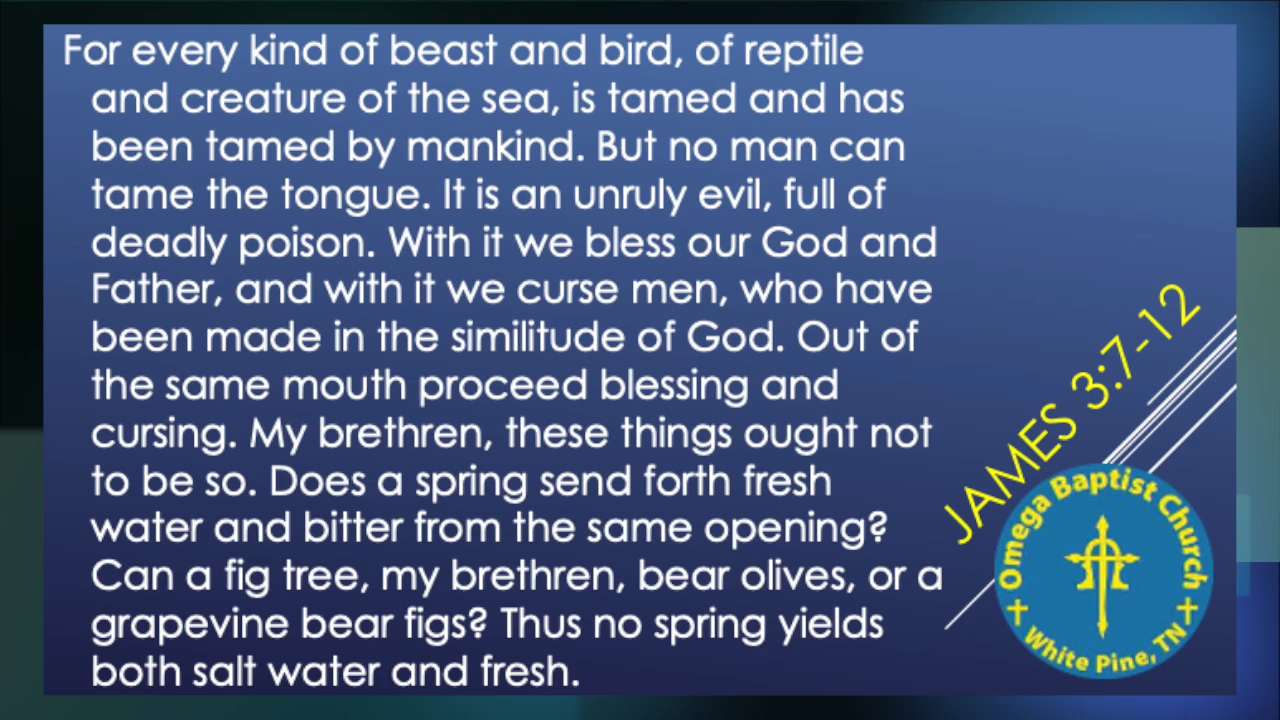 For every kind of beast and bird, of reptile
and creature of the sea, is tamed and has
been tamed by mankind. But no man can
tame the tongue. It is an unruly evil, full of
deadly poison. With it we bless our God and
Father, and with it we curse men, who have
been made in the similitude of God. Out of
the same mouth proceed blessing and
cursing. My brethren, these things ought not
to be so. Does a spring send forth fresh
water and bitter from the same opening?
Can a fig tree, my brethren, bear olives, or a
grapevine bear figs? Thus no spring yields
both salt water and fresh.
JAMES 3:7-12
Omega Baptist Church
White Pine, TN